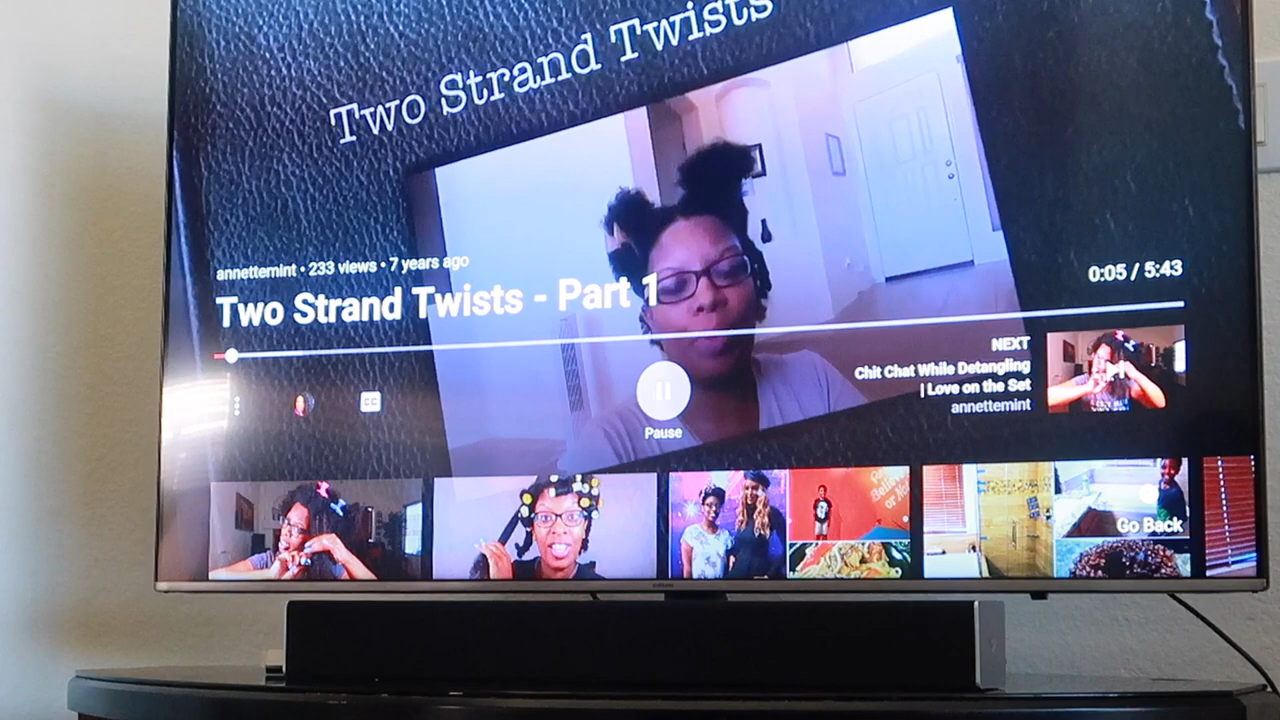 Two Strand Twists
annettemint • 233 views • 7 years ago
Two Strand Twists - Part 1
0:05 / 5:43
NEXT
Chit Chat While Detangling
| Love on the Set
annettemint
CC
Pause
Go Back